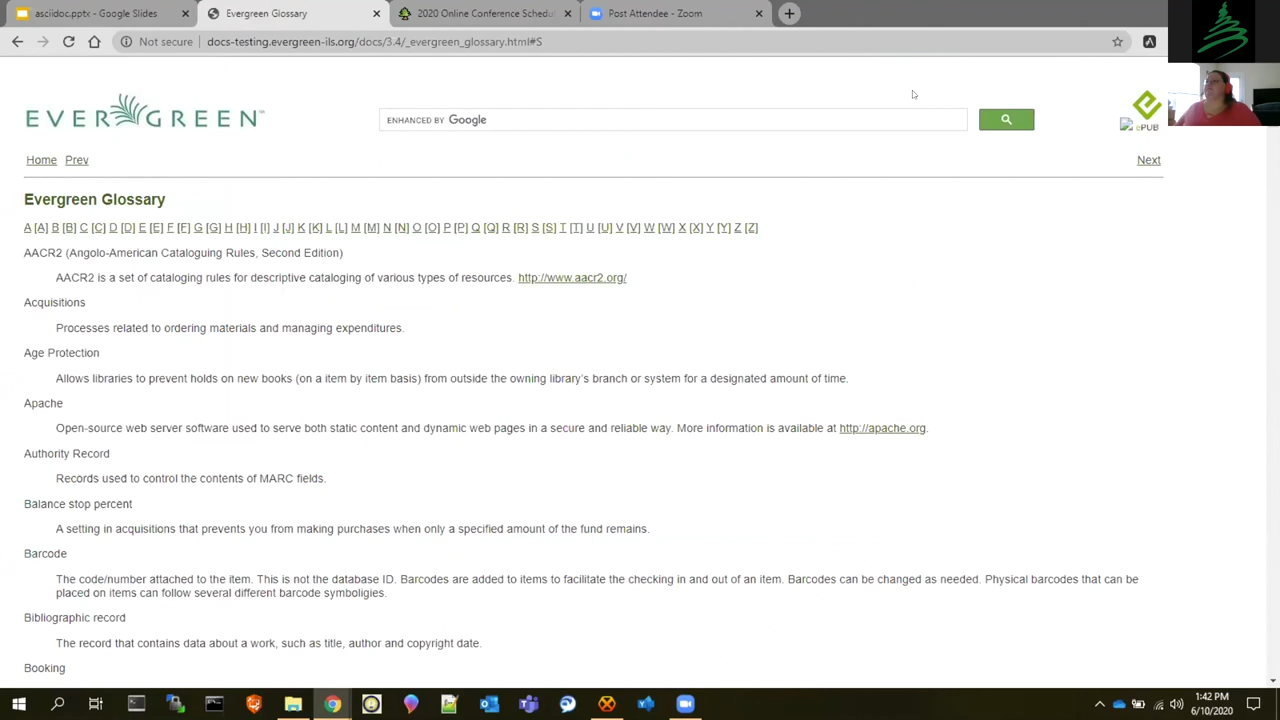 asciidoc.pptx - Google Slides
Evergreen Glossary
2020 Online Conference Schedul
Post Attendee - Zoom
Not secure
docs-testing.evergreen-ils.org/docs/3.4/_evergreen_glossary.html#S
EVERGREEN
ENHANCED BY Google
ePUB
Home Prev
Next
Evergreen Glossary
A [A] B [B] C [C] D [D] E [E] F [F] G [G] H [H] I [I] J [J] K [K] L [L] M [M] N [N] O [O] P [P] Q [Q] R [R] S [S] T [T] U [U] V [V] W [W] X [X] Y [Y] Z [Z]
AACR2 (Anglo-American Cataloguing Rules, Second Edition)
AACR2 is a set of cataloging rules for descriptive cataloging of various types of resources. http://www.aacr2.org/
Acquisitions
Processes related to ordering materials and managing expenditures.
Age Protection
Allows libraries to prevent holds on new books (on a item by item basis) from outside the owning library's branch or system for a designated amount of time.
Apache
Open-source web server software used to serve both static content and dynamic web pages in a secure and reliable way. More information is available at http://apache.org.
Authority Record
Records used to control the contents of MARC fields.
Balance stop percent
A setting in acquisitions that prevents you from making purchases when only a specified amount of the fund remains.
Barcode
The code/number attached to the item. This is not the database ID. Barcodes are added to items to facilitate the checking in and out of an item. Barcodes can be changed as needed. Physical barcodes that can be
placed on items can follow several different barcode symboligies.
Bibliographic record
The record that contains data about a work, such as title, author and copyright date.
Booking
1:42 PM
6/10/2020